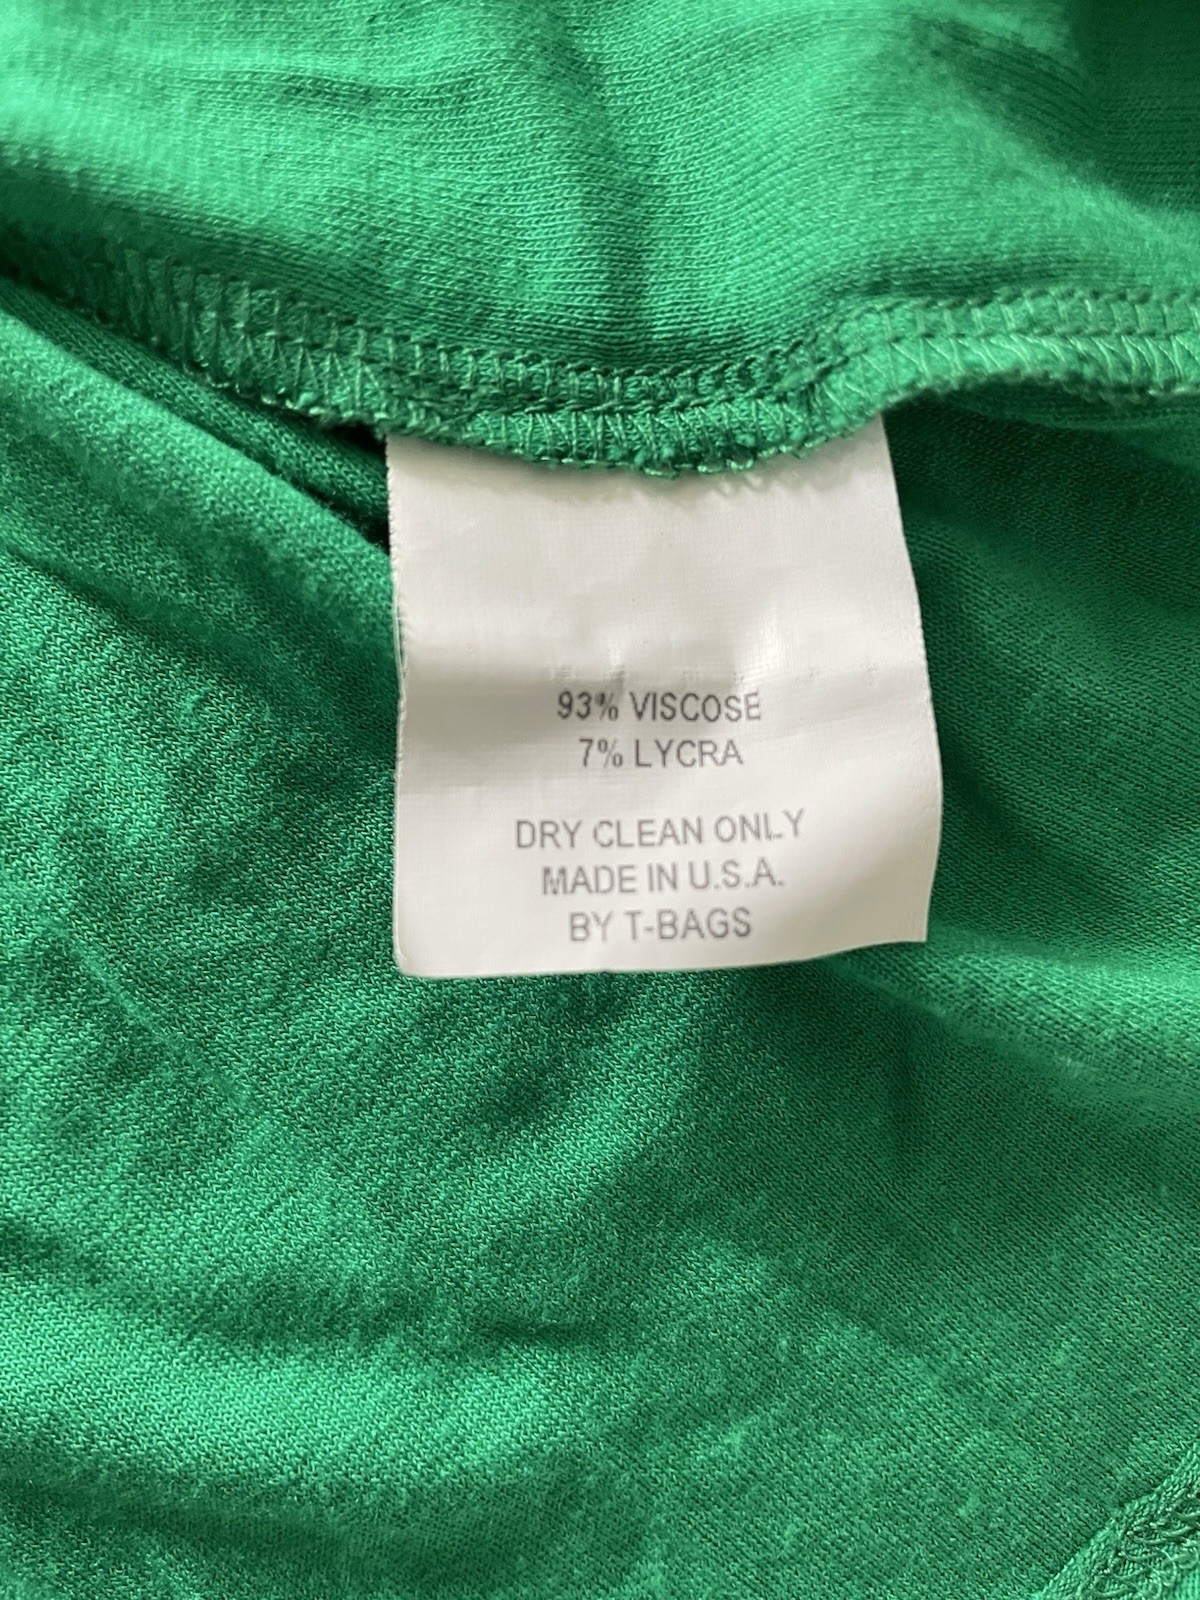 93% VISCOSE
7% LYCRA
DRY CLEAN ONLY
MADE IN U.S.A.
BY T-BAGS